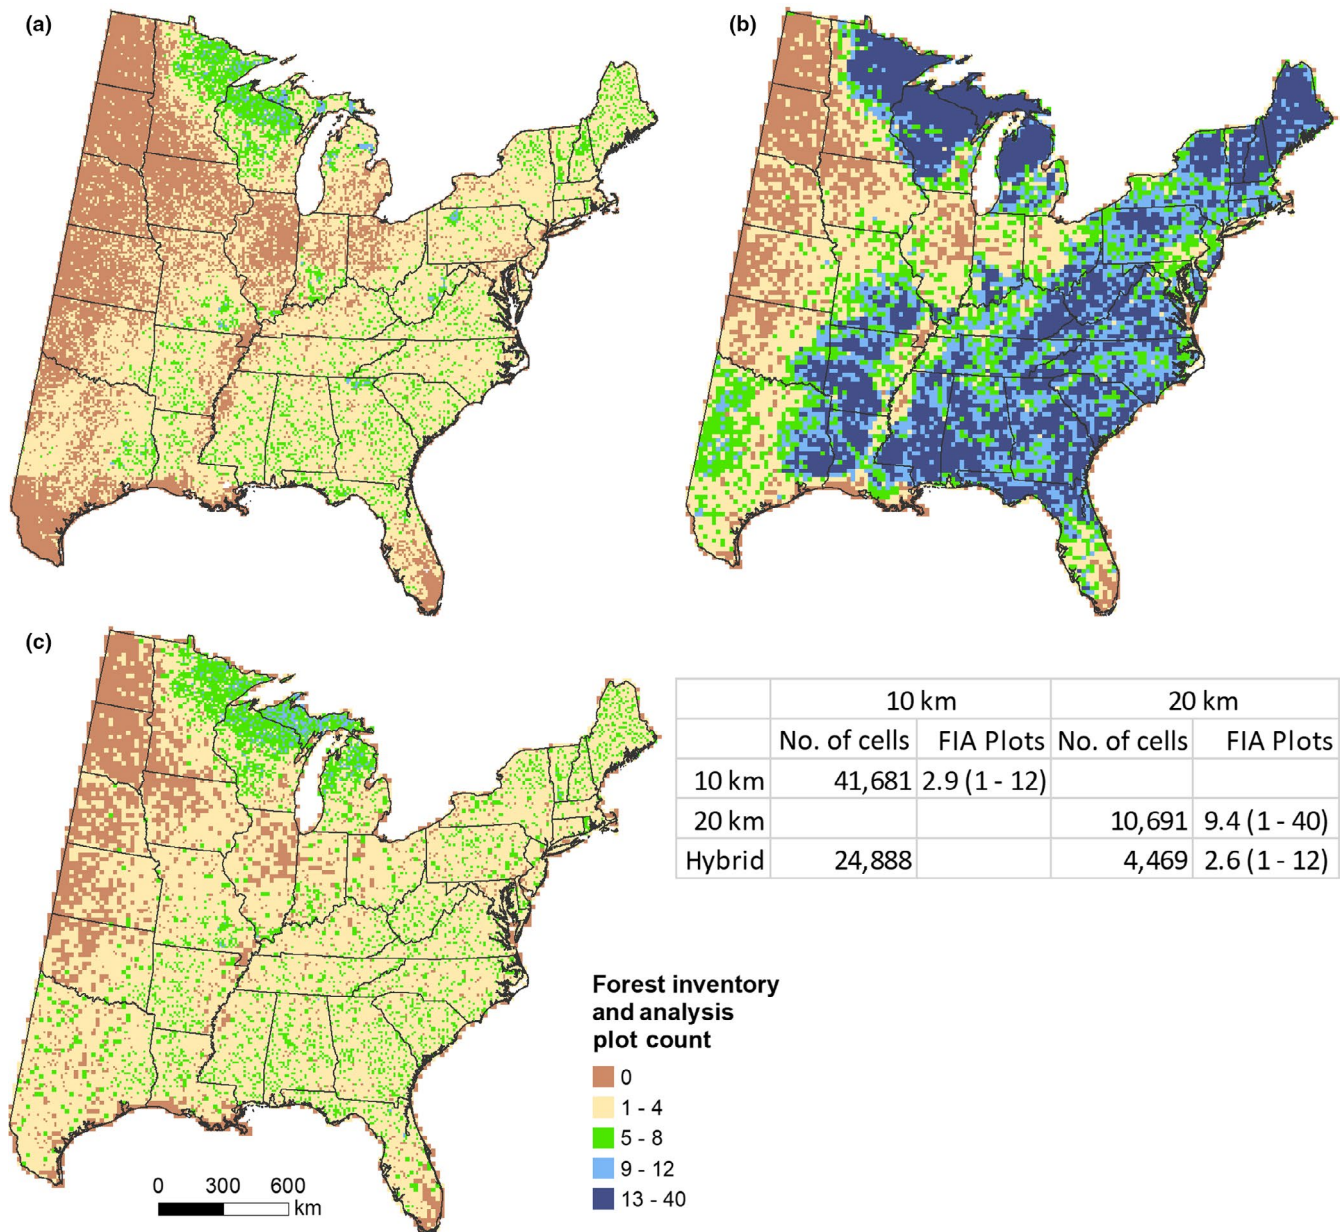 (a)
(b)
(c)
10 km 20 km
No. of cells FIA Plots No. of cells FIA Plots
10 km 41,681 2.9 (1 - 12)
20 km 10,691 9.4 (1 - 40)
Hybrid 24,888 4,469 2.6 (1 - 12)
Forest inventory
and analysis
plot count
0
1 - 4
5 - 8
9 - 12
13 - 40
0 300 600
km